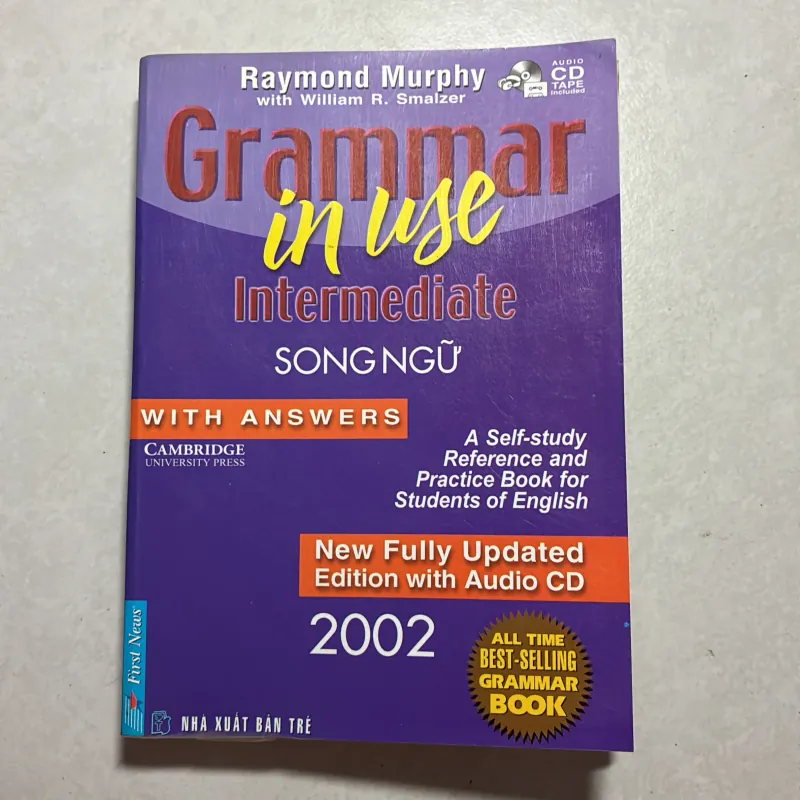 Raymond Murphy
with William R. Smalzer
AUDIO
CD
TAPE
included
Grammar
in use
Intermediate
SONG NGỮ
WITH ANSWERS
CAMBRIDGE
UNIVERSITY PRESS
A Self-study
Reference and
Practice Book for
Students of English
New Fully Updated
Edition with Audio CD
2002
ALL TIME
BEST-SELLING
GRAMMAR
BOOK
First News
NHÀ XUẤT BẢN TRẺ